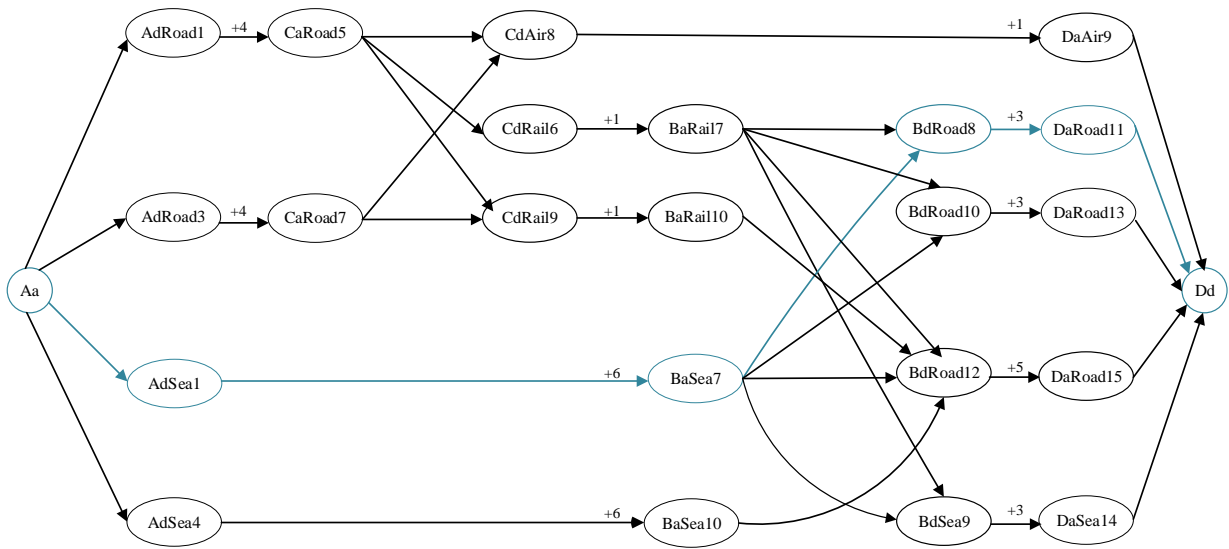 AdRoad1 +4 CaRoad5 CdAir8 +1 DaAir9
CdRail6 +1 BaRail7 BdRoad8 +3 DaRoad11
AdRoad3 +4 CaRoad7 CdRail9 +1 BaRail10 BdRoad10 +3 DaRoad13
Aa Dd
AdSea1 +6 BaSea7 BdRoad12 +5 DaRoad15
AdSea4 +6 BaSea10 BdSea9 +3 DaSea14